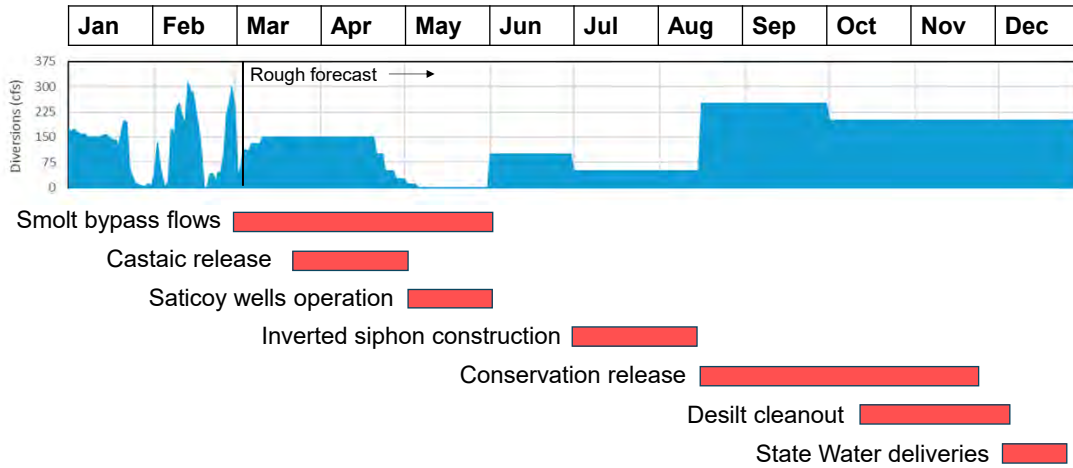 Jan Feb Mar Apr May Jun Jul Aug Sep Oct Nov Dec
Rough forecast
Diversions (cfs)
375
300
225
150
75
0
Smolt bypass flows
Castaic release
Saticoy wells operation
Inverted siphon construction
Conservation release
Desilt cleanout
State Water deliveries